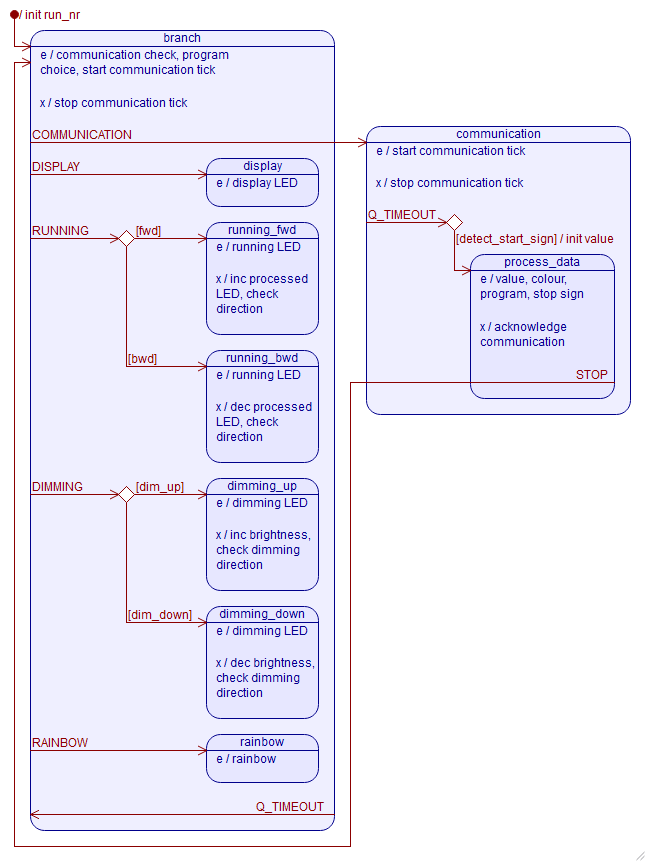 / init run_nr
branch
e / communication check, program
choice, start communication tick
x / stop communication tick
COMMUNICATION
communication
e / start communication tick
x / stop communication tick
DISPLAY
display
e / display LED
Q_TIMEOUT
[detect_start_sign] / init value
RUNNING
[fwd]
running_fwd
e / running LED
x / inc processed
LED, check
direction
process_data
e / value, colour,
program, stop sign
x / acknowledge
communication
STOP
[bwd]
running_bwd
e / running LED
x / dec processed
LED, check
direction
DIMMING
[dim_up]
dimming_up
e / dimming LED
x / inc brightness,
check dimming
direction
[dim_down]
dimming_down
e / dimming LED
x / dec brightness,
check dimming
direction
RAINBOW
rainbow
e / rainbow
Q_TIMEOUT